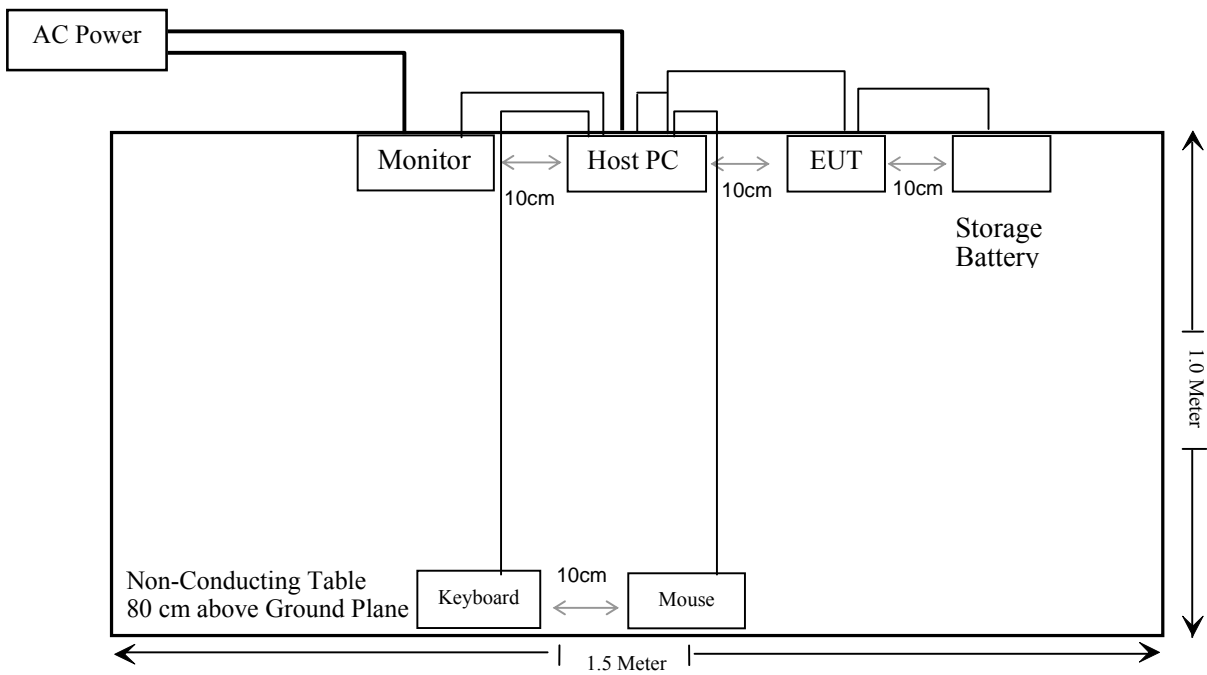 AC Power
Monitor
Host PC
EUT
10cm
10cm
10cm
Storage
Battery
1.0 Meter
Non-Conducting Table
80 cm above Ground Plane
Keyboard
10cm
Mouse
1.5 Meter